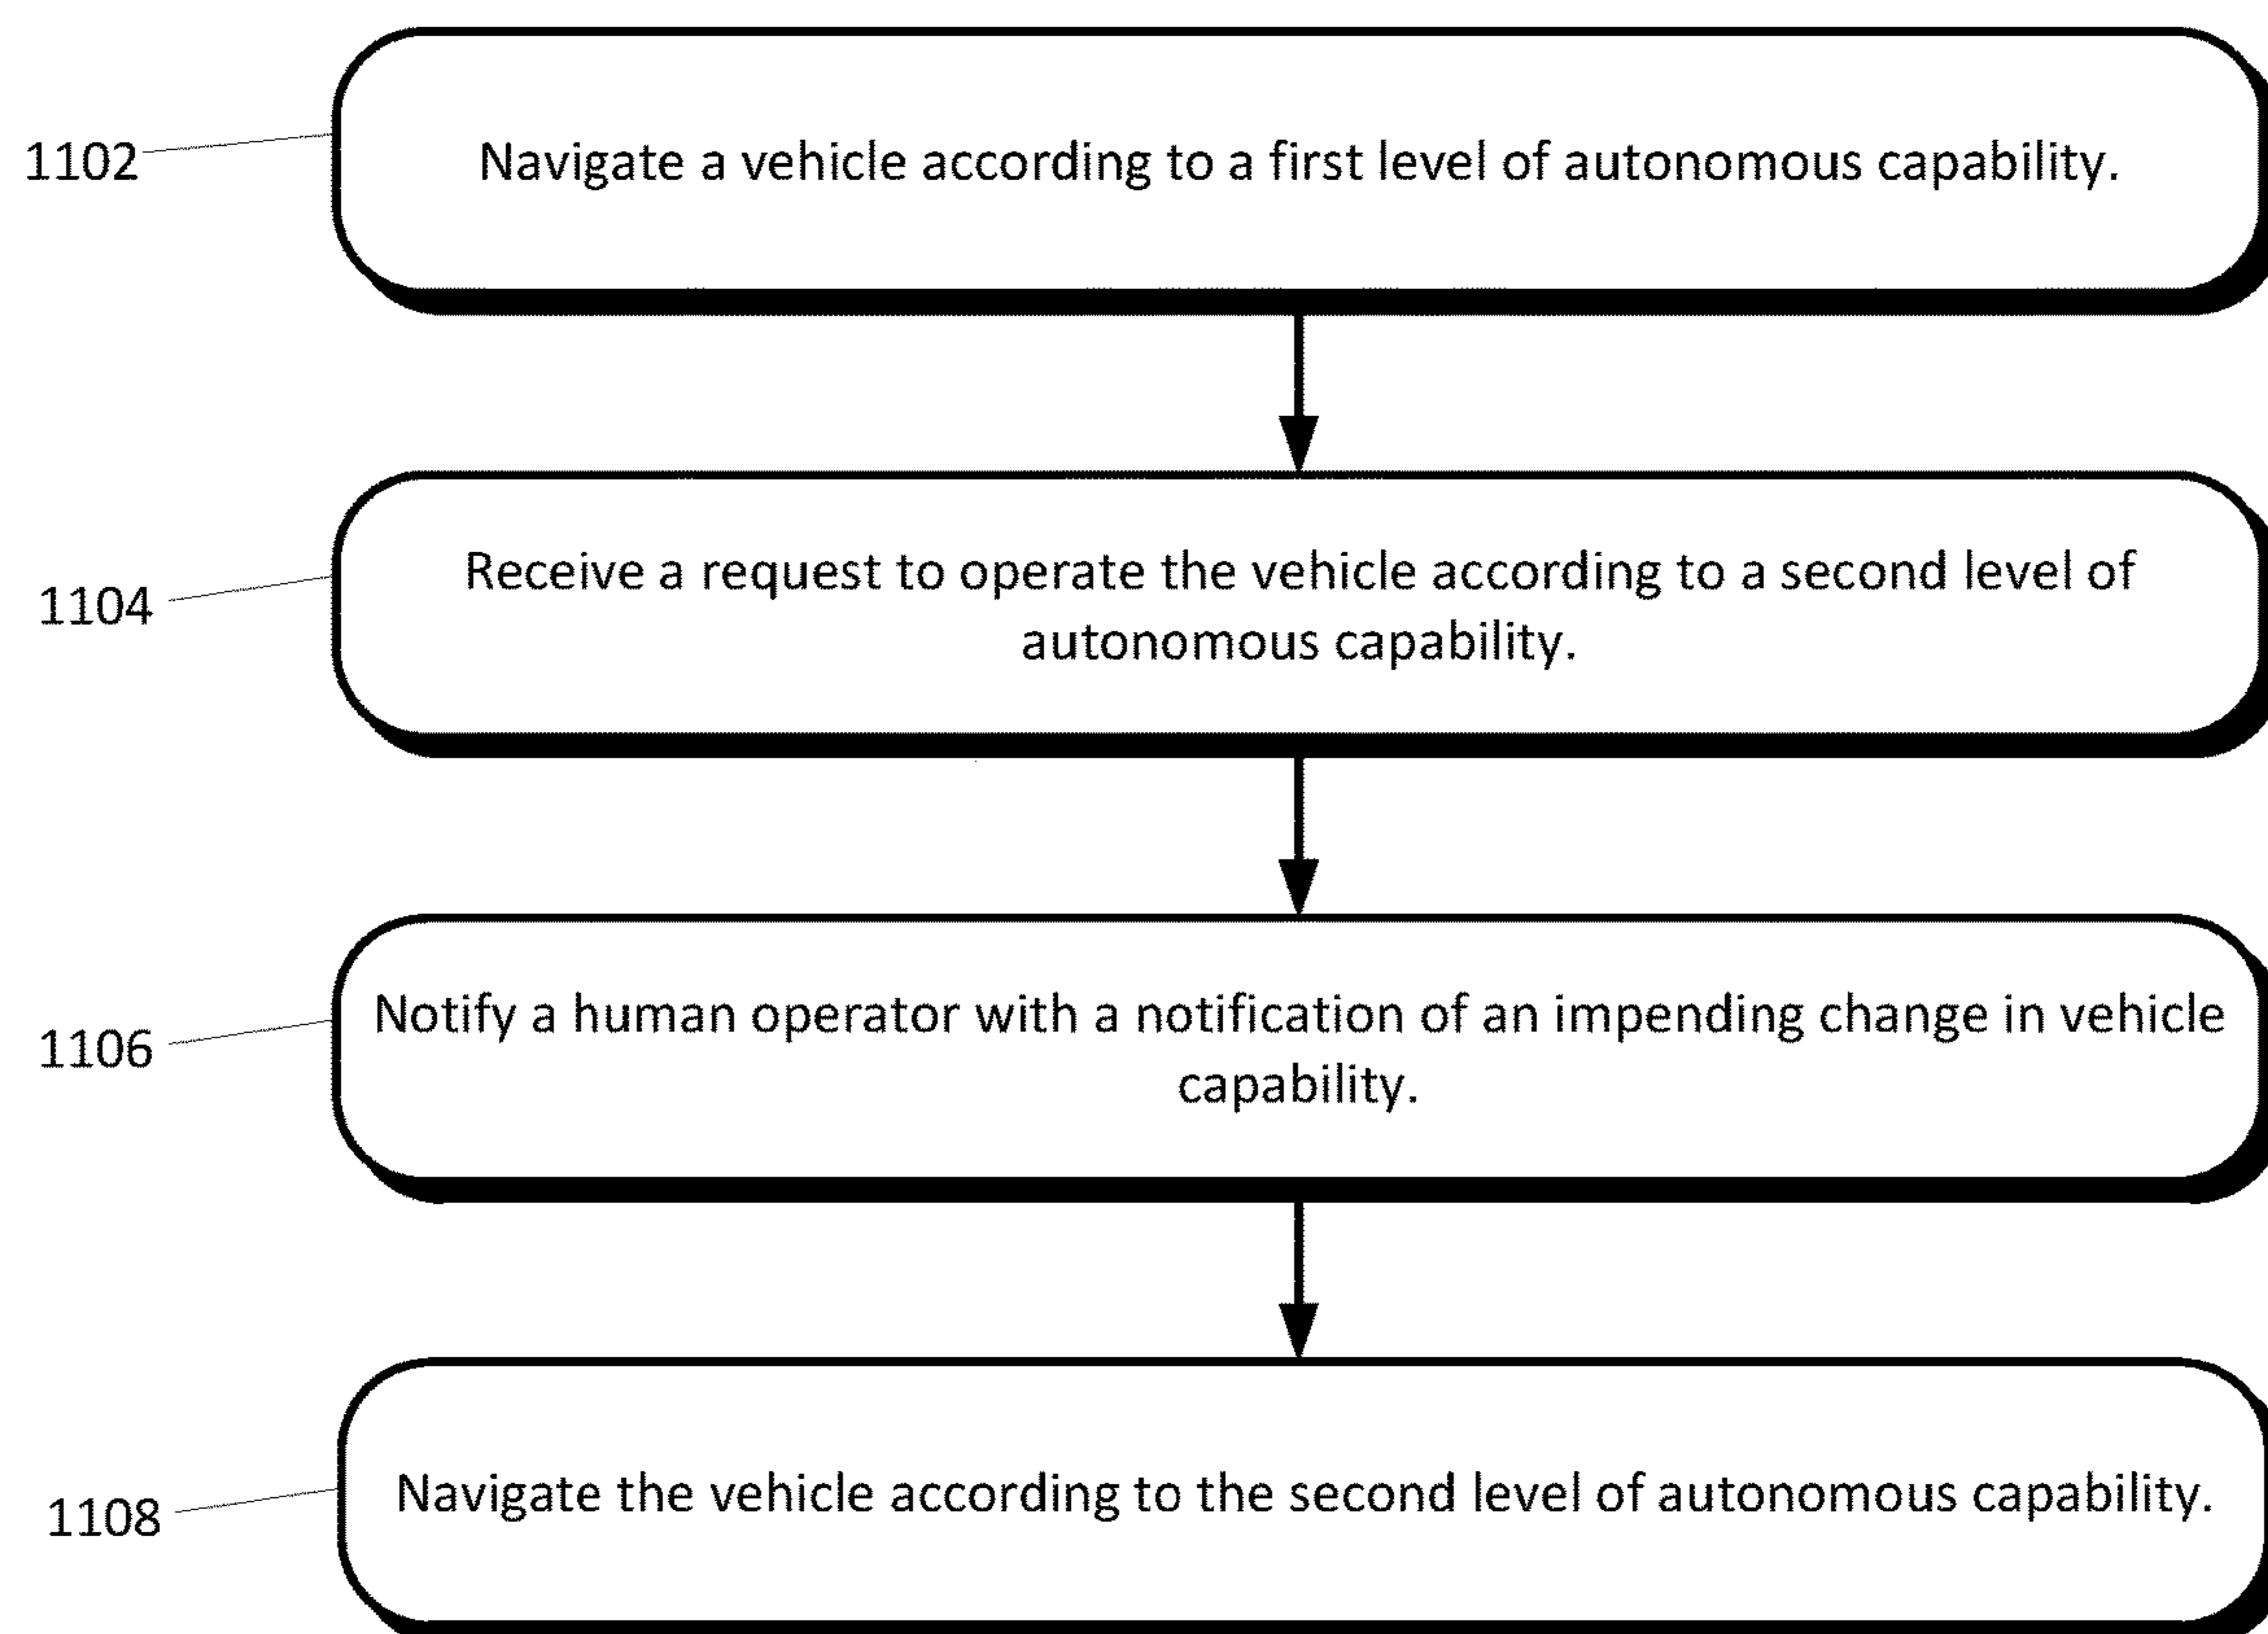 1102
Navigate a vehicle according to a first level of autonomous capability.
1104
Receive a request to operate the vehicle according to a second level of
autonomous capability.
1106
Notify a human operator with a notification of an impending change in vehicle
capability.
1108
Navigate the vehicle according to the second level of autonomous capability.